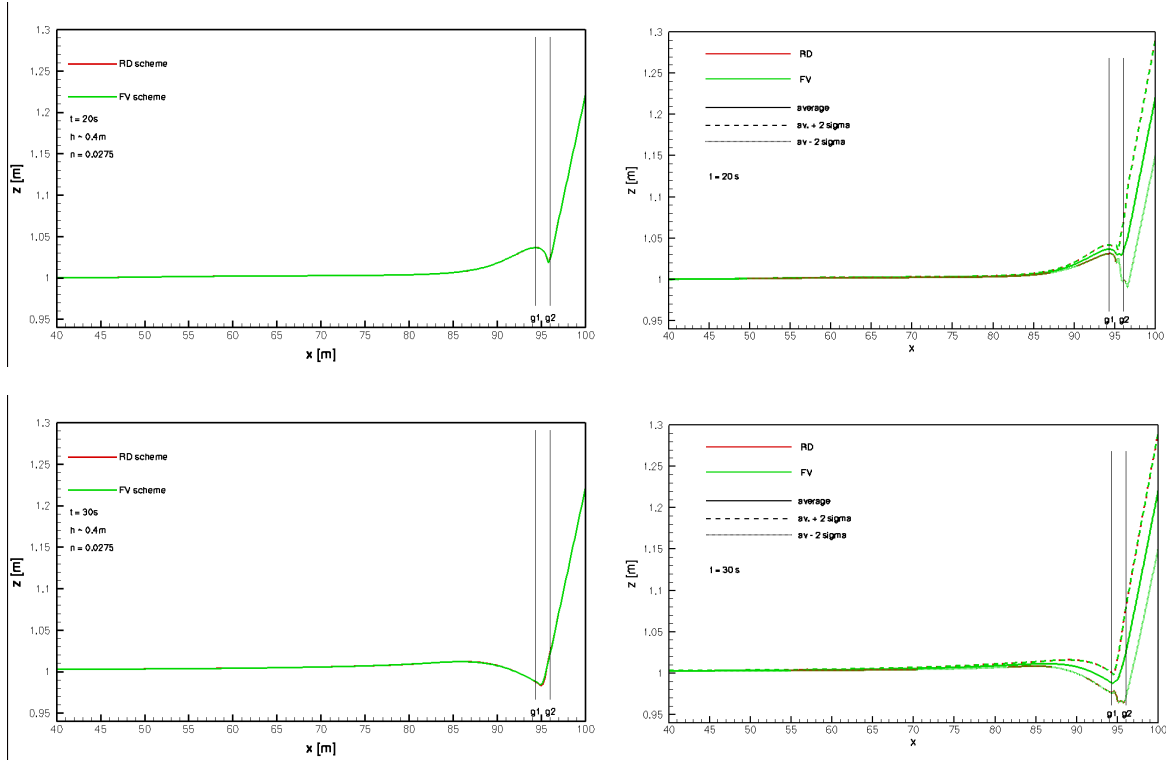 1.3
RD scheme
1.25
FV scheme
t = 20s
1.2
h ~ 0.4m
n = 0.0275
1.15
z [m]
1.1
1.05
1
0.95
g1 g2
40 45 50 55 60 65 70 75 80 85 90 95 100
x [m]
1.3
RD
1.25
FV
average
1.2
av. + 2 sigma
av - 2 sigma
1.15
z [m]
t = 20 s
1.1
1.05
1
0.95
g1 g2
40 45 50 55 60 65 70 75 80 85 90 95 100
x
1.3
RD scheme
1.25
FV scheme
t = 30s
1.2
h ~ 0.4m
n = 0.0275
1.15
z [m]
1.1
1.05
1
0.95
g1 g2
40 45 50 55 60 65 70 75 80 85 90 95 100
x [m]
1.3
RD
1.25
FV
average
1.2
av. + 2 sigma
av - 2 sigma
1.15
z [m]
t = 30 s
1.1
1.05
1
0.95
g1 g2
40 45 50 55 60 65 70 75 80 85 90 95 100
x